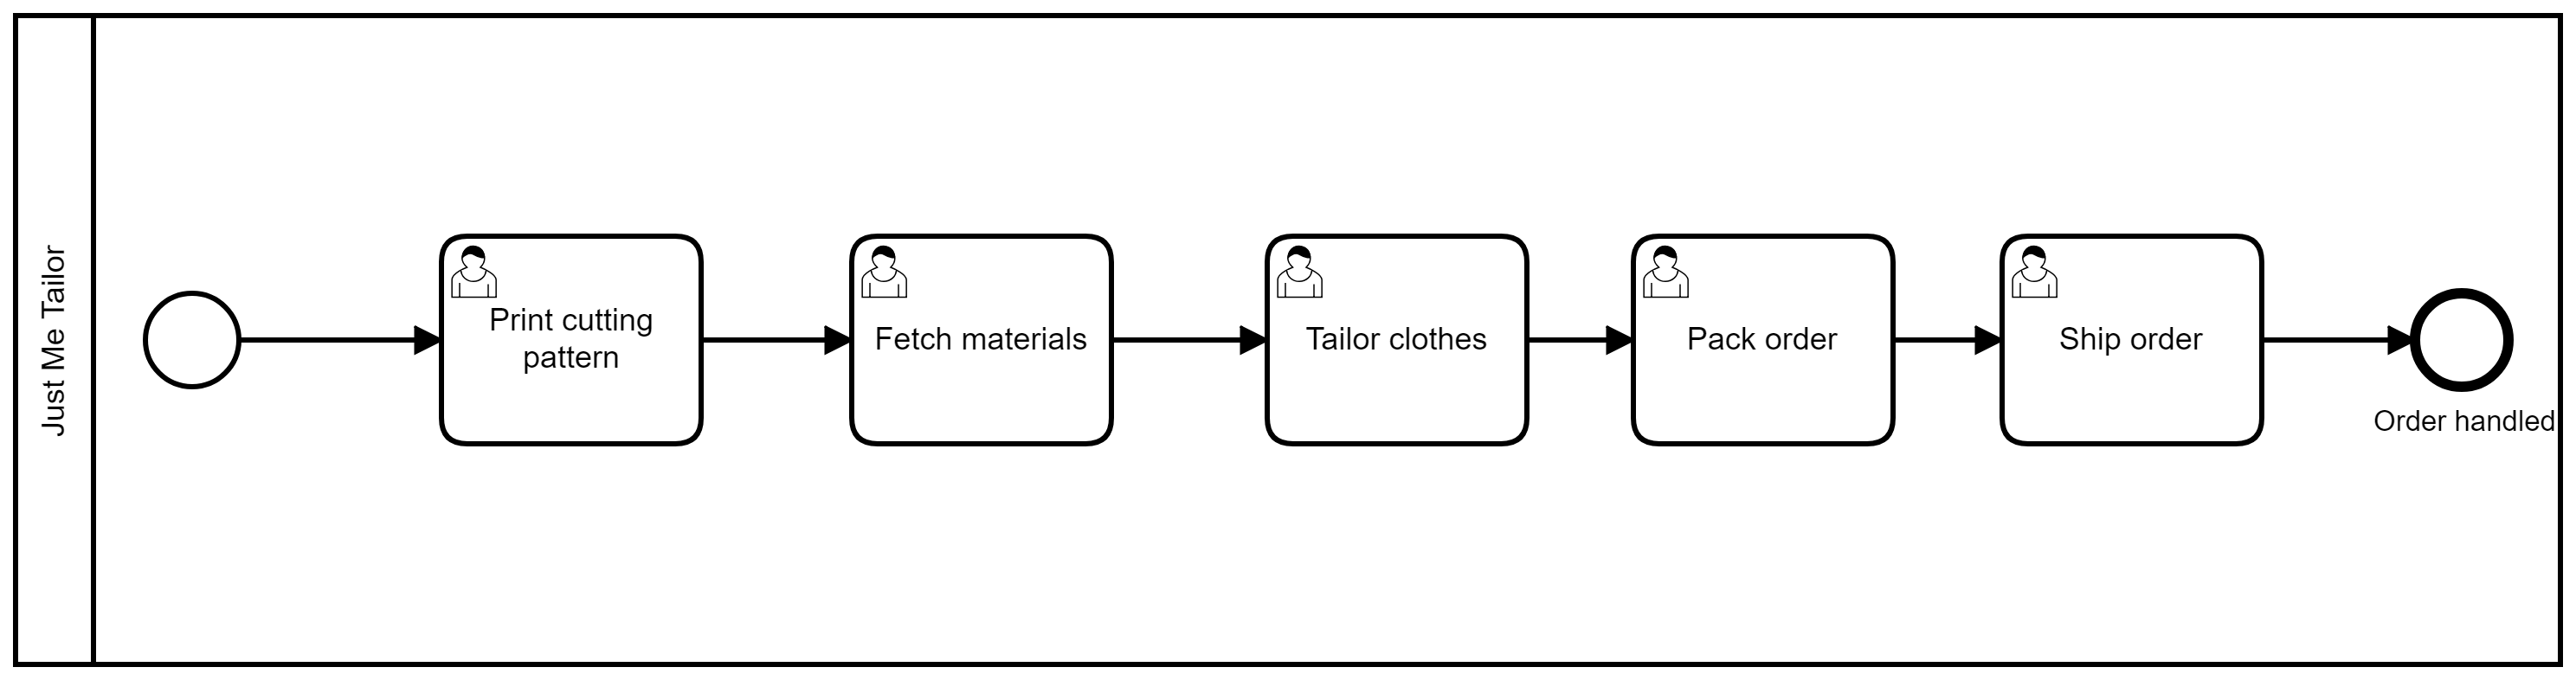 Just Me Tailor
Print cutting
pattern
Fetch materials
Tailor clothes
Pack order
Ship order
Order handled